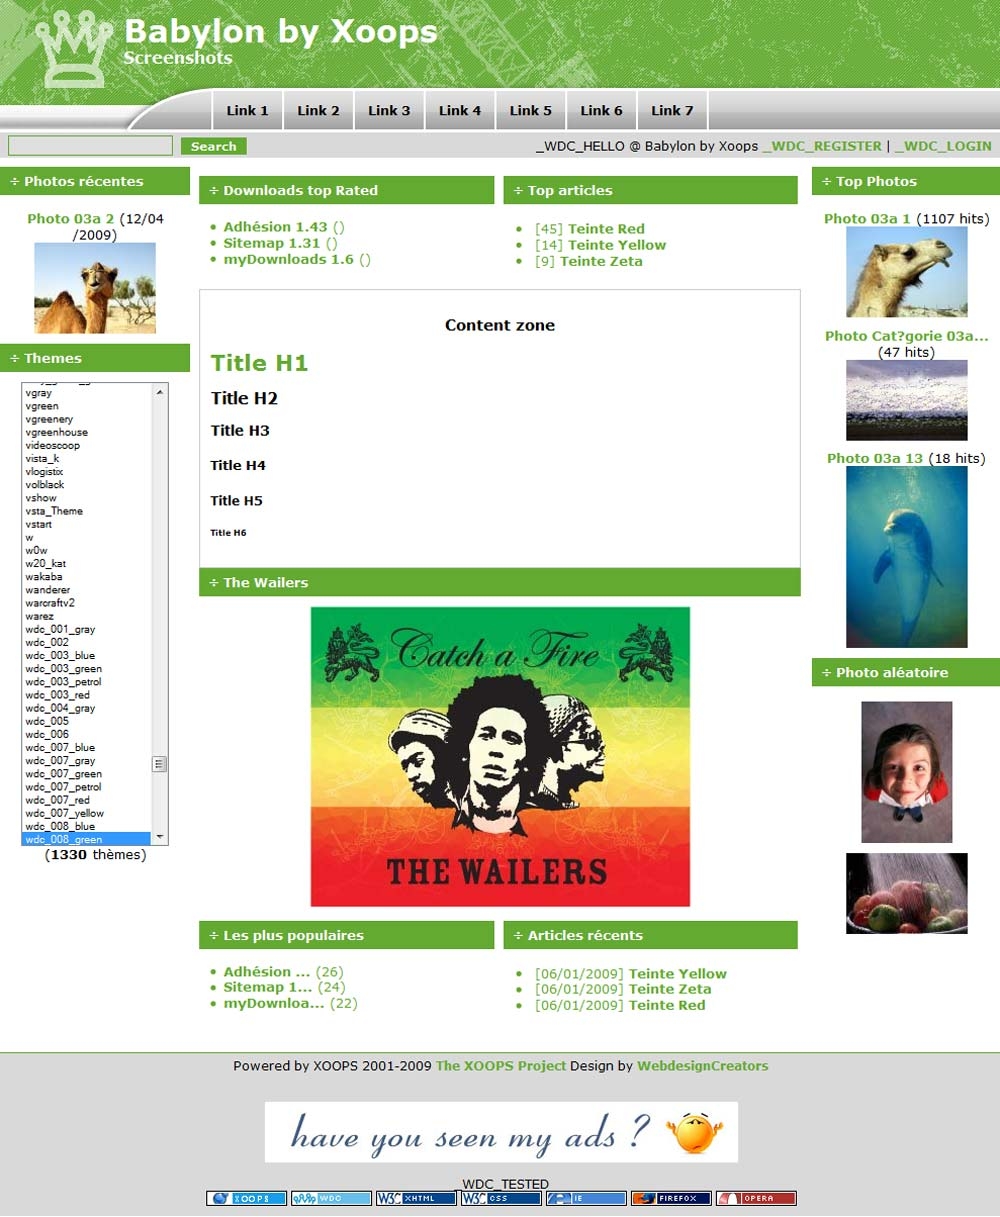 Babylon by Xoops
Screenshots
Link 1 Link 2 Link 3 Link 4 Link 5 Link 6 Link 7
Search
_WDC_HELLO @ Babylon by Xoops _WDC_REGISTER | _WDC_LOGIN
÷ Photos récentes
Photo 03a 2 (12/04
/2009)
÷ Themes
vgray
vgreen
vgreenery
vgreenhouse
videoscoop
vista_k
vlogistix
volblack
vshow
vsta_Theme
vstart
w
w0w
w20_kat
wakaba
wanderer
warcraftv2
warez
wdc_001_gray
wdc_002
wdc_003_blue
wdc_003_green
wdc_003_petrol
wdc_003_red
wdc_004_gray
wdc_005
wdc_006
wdc_007_blue
wdc_007_gray
wdc_007_green
wdc_007_petrol
wdc_007_red
wdc_007_yellow
wdc_008_blue
wdc_008_green
(1330 thèmes)
÷ Downloads top Rated
• Adhésion 1.43 ()
• Sitemap 1.31 ()
• myDownloads 1.6 ()
÷ Top articles
• [45] Teinte Red
• [14] Teinte Yellow
• [9] Teinte Zeta
Content zone
Title H1
Title H2
Title H3
Title H4
Title H5
Title H6
÷ The Wailers
Catch a Fire
THE WAILERS
÷ Les plus populaires
• Adhésion ... (26)
• Sitemap 1... (24)
• myDownloa... (22)
÷ Articles récents
• [06/01/2009] Teinte Yellow
• [06/01/2009] Teinte Zeta
• [06/01/2009] Teinte Red
÷ Top Photos
Photo 03a 1 (1107 hits)
Photo Cat?gorie 03a...
(47 hits)
Photo 03a 13 (18 hits)
÷ Photo aléatoire
Powered by XOOPS 2001-2009 The XOOPS Project Design by WebdesignCreators
have you seen my ads ?
_WDC_TESTED
XOOPS WDC W3C XHTML W3C CSS IE FIREFOX OPERA